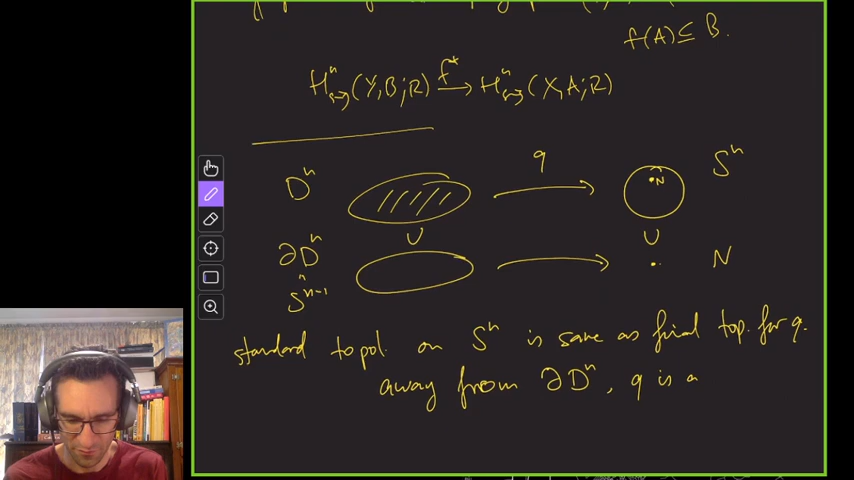 f(A) ⊆ B.
Hⁿ(Y,B;R) f* → Hⁿ(X,A;R)
Dⁿ q Sⁿ
N
∪ ∪
∂Dⁿ N
Sⁿ⁻¹
standard topol. on Sⁿ is same as final top. for q.
away from ∂Dⁿ, q is a